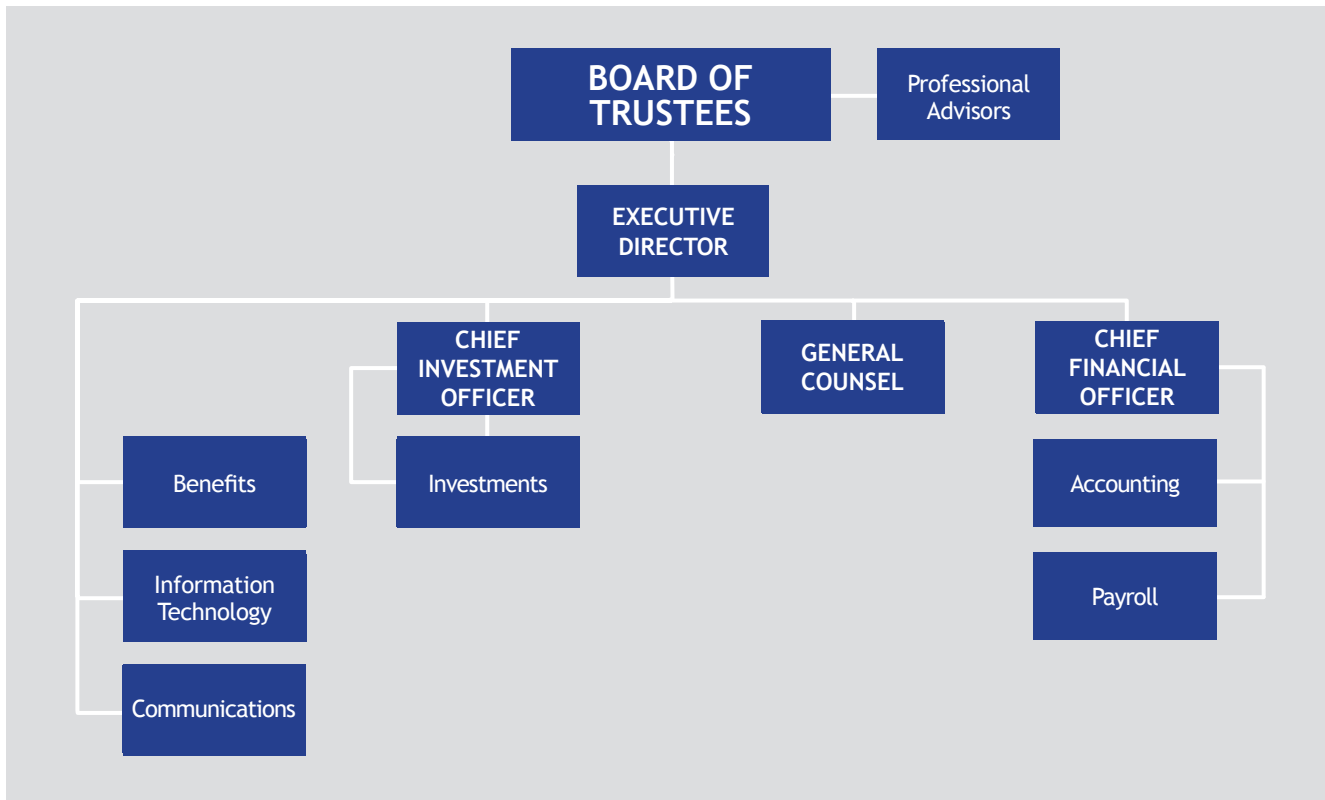 BOARD OF
TRUSTEES
Professional
Advisors
EXECUTIVE
DIRECTOR
CHIEF
INVESTMENT
OFFICER
GENERAL
COUNSEL
CHIEF
FINANCIAL
OFFICER
Benefits
Investments
Accounting
Information
Technology
Payroll
Communications